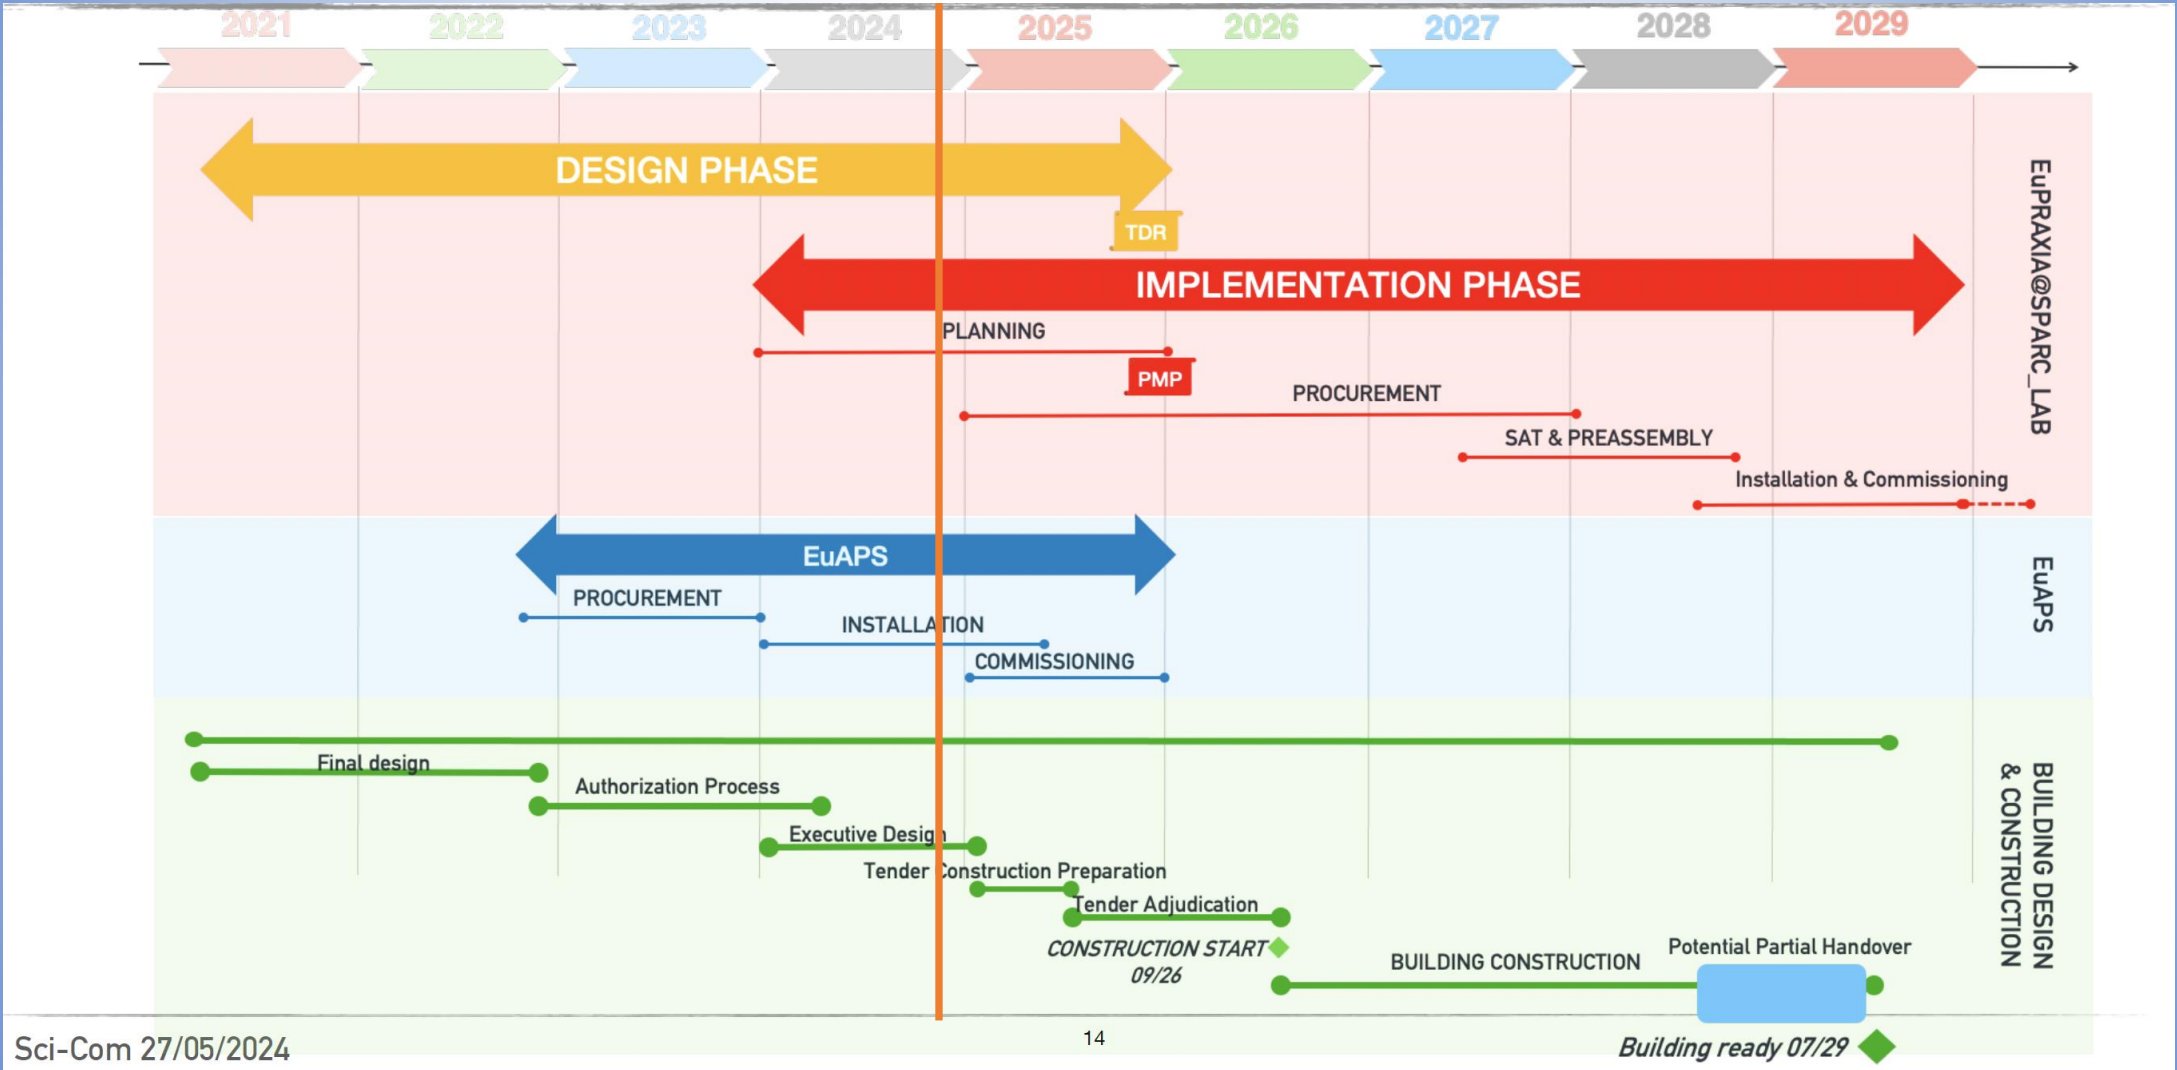 2021 2022 2023 2024 2025 2026 2027 2028 2029
DESIGN PHASE
TDR
IMPLEMENTATION PHASE
PLANNING
PMP
PROCUREMENT
SAT & PREASSEMBLY
Installation & Commissioning
EuPRAXIA@SPARC_LAB
EuAPS
PROCUREMENT
INSTALLATION
COMMISSIONING
EuAPS
Final design
Authorization Process
Executive Design
Tender Construction Preparation
Tender Adjudication
CONSTRUCTION START
09/26
BUILDING CONSTRUCTION
Potential Partial Handover
Building ready 07/29
BUILDING DESIGN
& CONSTRUCTION
Sci-Com 27/05/2024
14